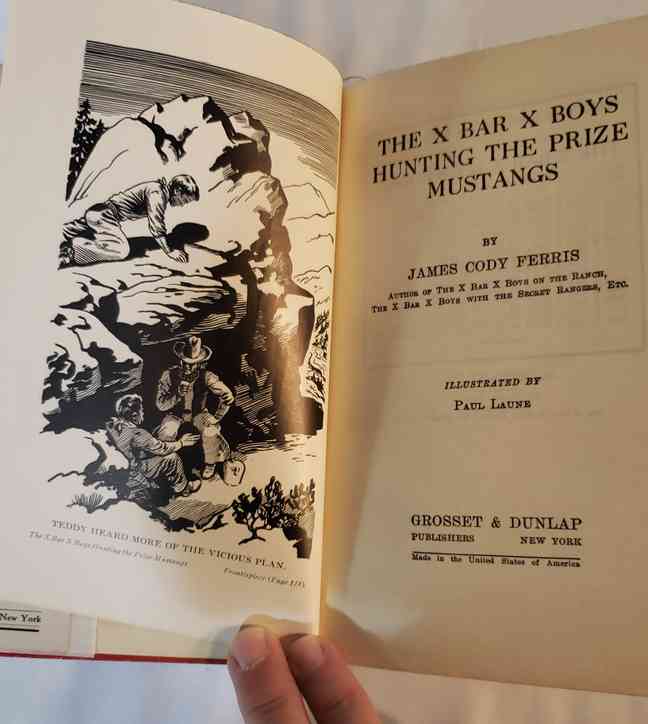 TEDDY HEARD MORE OF THE VICIOUS PLAN.
The X Bar X Boys Hunting the Prize Mustangs
Frontispiece (Page
New York
THE X BAR X BOYS
HUNTING THE PRIZE
MUSTANGS
BY
JAMES CODY FERRIS
AUTHOR OF THE X BAR X BOYS ON THE RANCH,
THE X BAR X BOYS WITH THE SECRET RANGERS, ETC.
ILLUSTRATED BY
PAUL LAUNE
GROSSET & DUNLAP
PUBLISHERS NEW YORK
Made in the United States of America